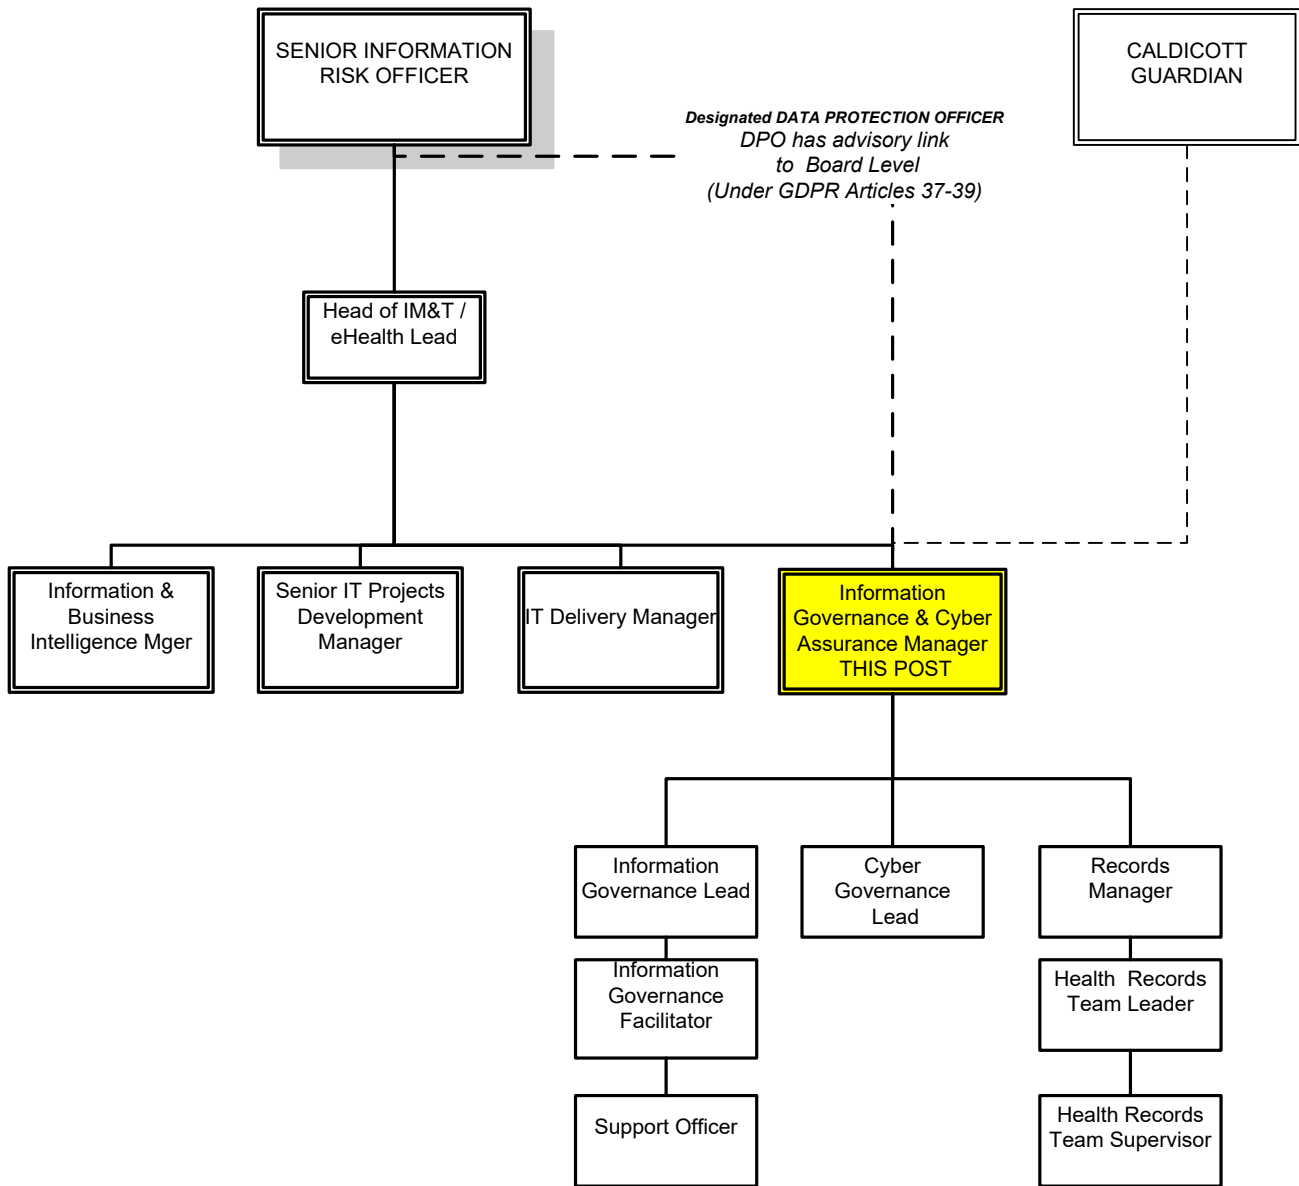 SENIOR INFORMATION
RISK OFFICER
CALDICOTT
GUARDIAN
Designated DATA PROTECTION OFFICER
DPO has advisory link
to Board Level
(Under GDPR Articles 37-39)
Head of IM&T /
eHealth Lead
Information &
Business
Intelligence Mger
Senior IT Projects
Development
Manager
IT Delivery Manager
Information
Governance & Cyber
Assurance Manager
THIS POST
Information
Governance Lead
Cyber
Governance
Lead
Records
Manager
Information
Governance
Facilitator
Health Records
Team Leader
Support Officer
Health Records
Team Supervisor